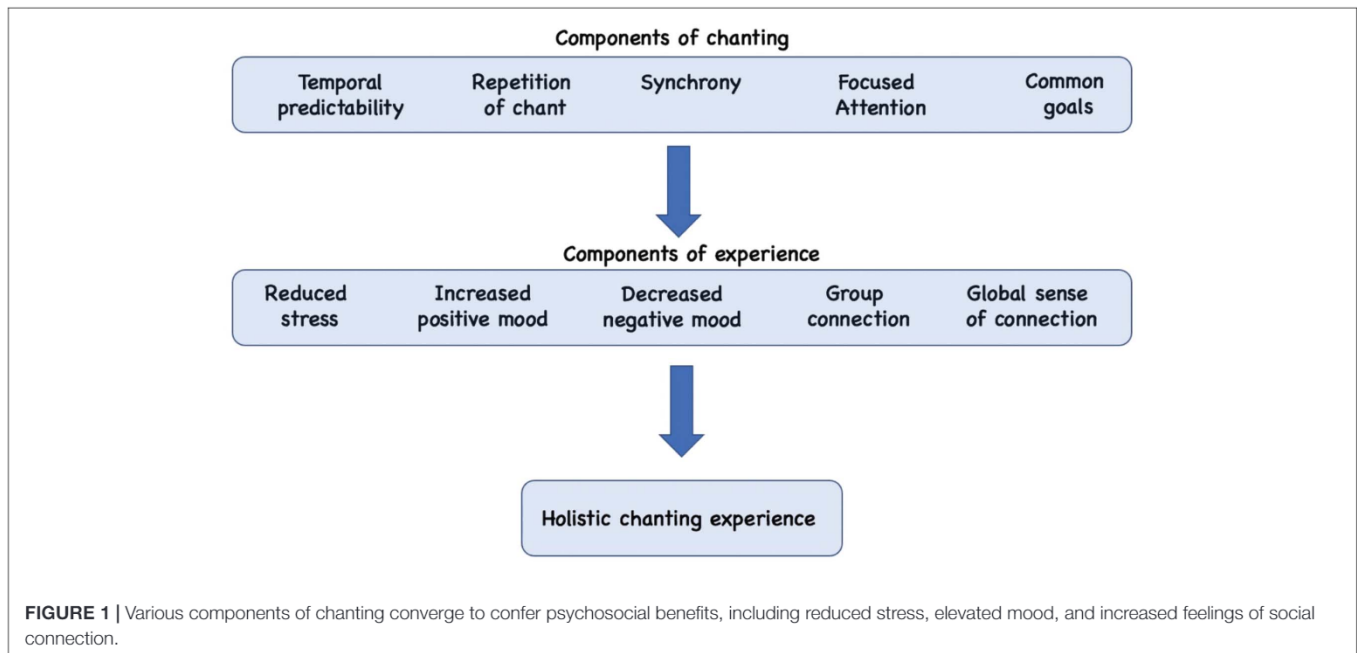 Components of chanting
Temporal predictability
Repetition of chant
Synchrony
Focused Attention
Common goals
Components of experience
Reduced stress
Increased positive mood
Decreased negative mood
Group connection
Global sense of connection
Holistic chanting experience
FIGURE 1 | Various components of chanting converge to confer psychosocial benefits, including reduced stress, elevated mood, and increased feelings of social
connection.